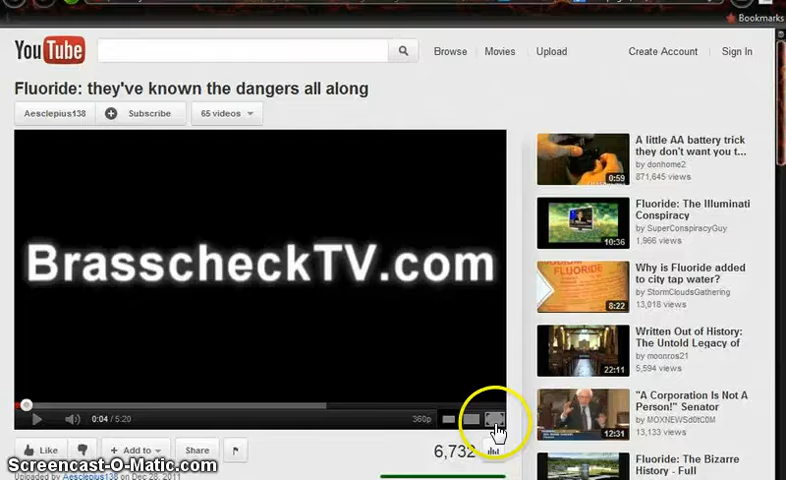 Bookmarks
YouTube
Browse Movies Upload Create Account Sign In
Fluoride: they've known the dangers all along
Aesclepius138 Subscribe 65 videos
BrasscheckTV.com
0:04 / 5:20 360p
Like Add to Share 6,732
Uploaded by Aesclepius138 on Dec 28, 2011
A little AA battery trick
they don't want you t...
by donhome2
871,645 views
0:59
Fluoride: The Illuminati
Conspiracy
by SuperConspiracyGuy
1,966 views
10:36
Why is Fluoride added
to city tap water?
by StormCloudsGathering
13,018 views
FLUORIDE
8:22
Written Out of History:
The Untold Legacy of
by moonros21
5,594 views
22:11
"A Corporation Is Not A
Person!" Senator
by MOXNEWSd0tC0M
13,133 views
12:31
Fluoride: The Bizarre
History - Full
Screencast-O-Matic.com